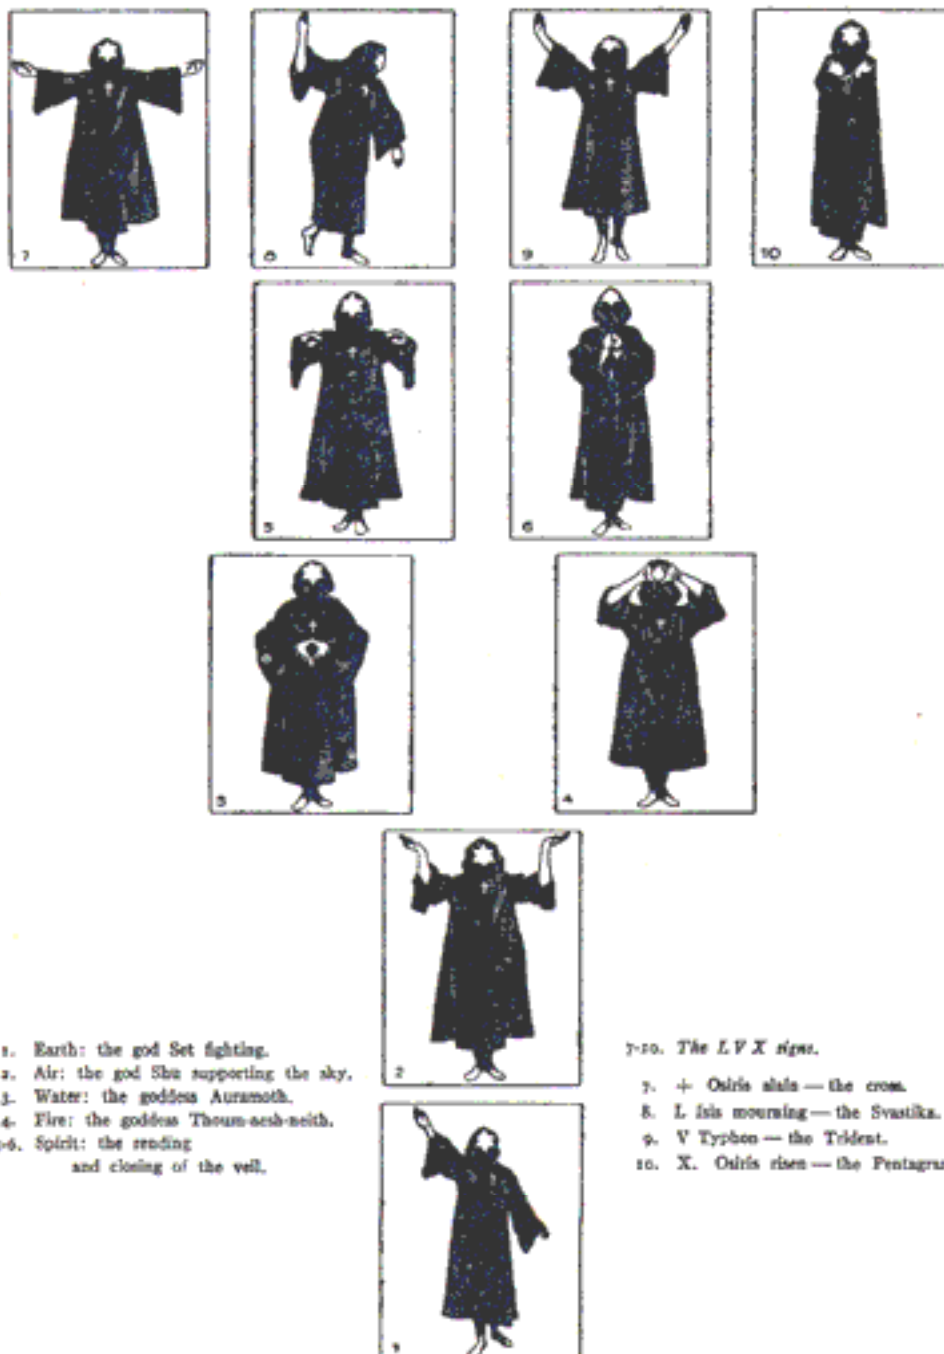 7
8
9
10
5
6
3
4
2
1. Earth: the god Set fighting.
2. Air: the god Shu supporting the sky.
3. Water: the goddess Auramoth.
4. Fire: the goddess Thoum-aesh-neith.
-6. Spirit: the rending
and closing of the veil.
7-10. The L V X signs.
7. + Osiris slain — the cross.
8. L Isis mourning — the Svastika.
9. V Typhon — the Trident.
10. X. Osiris risen — the Pentagram
1